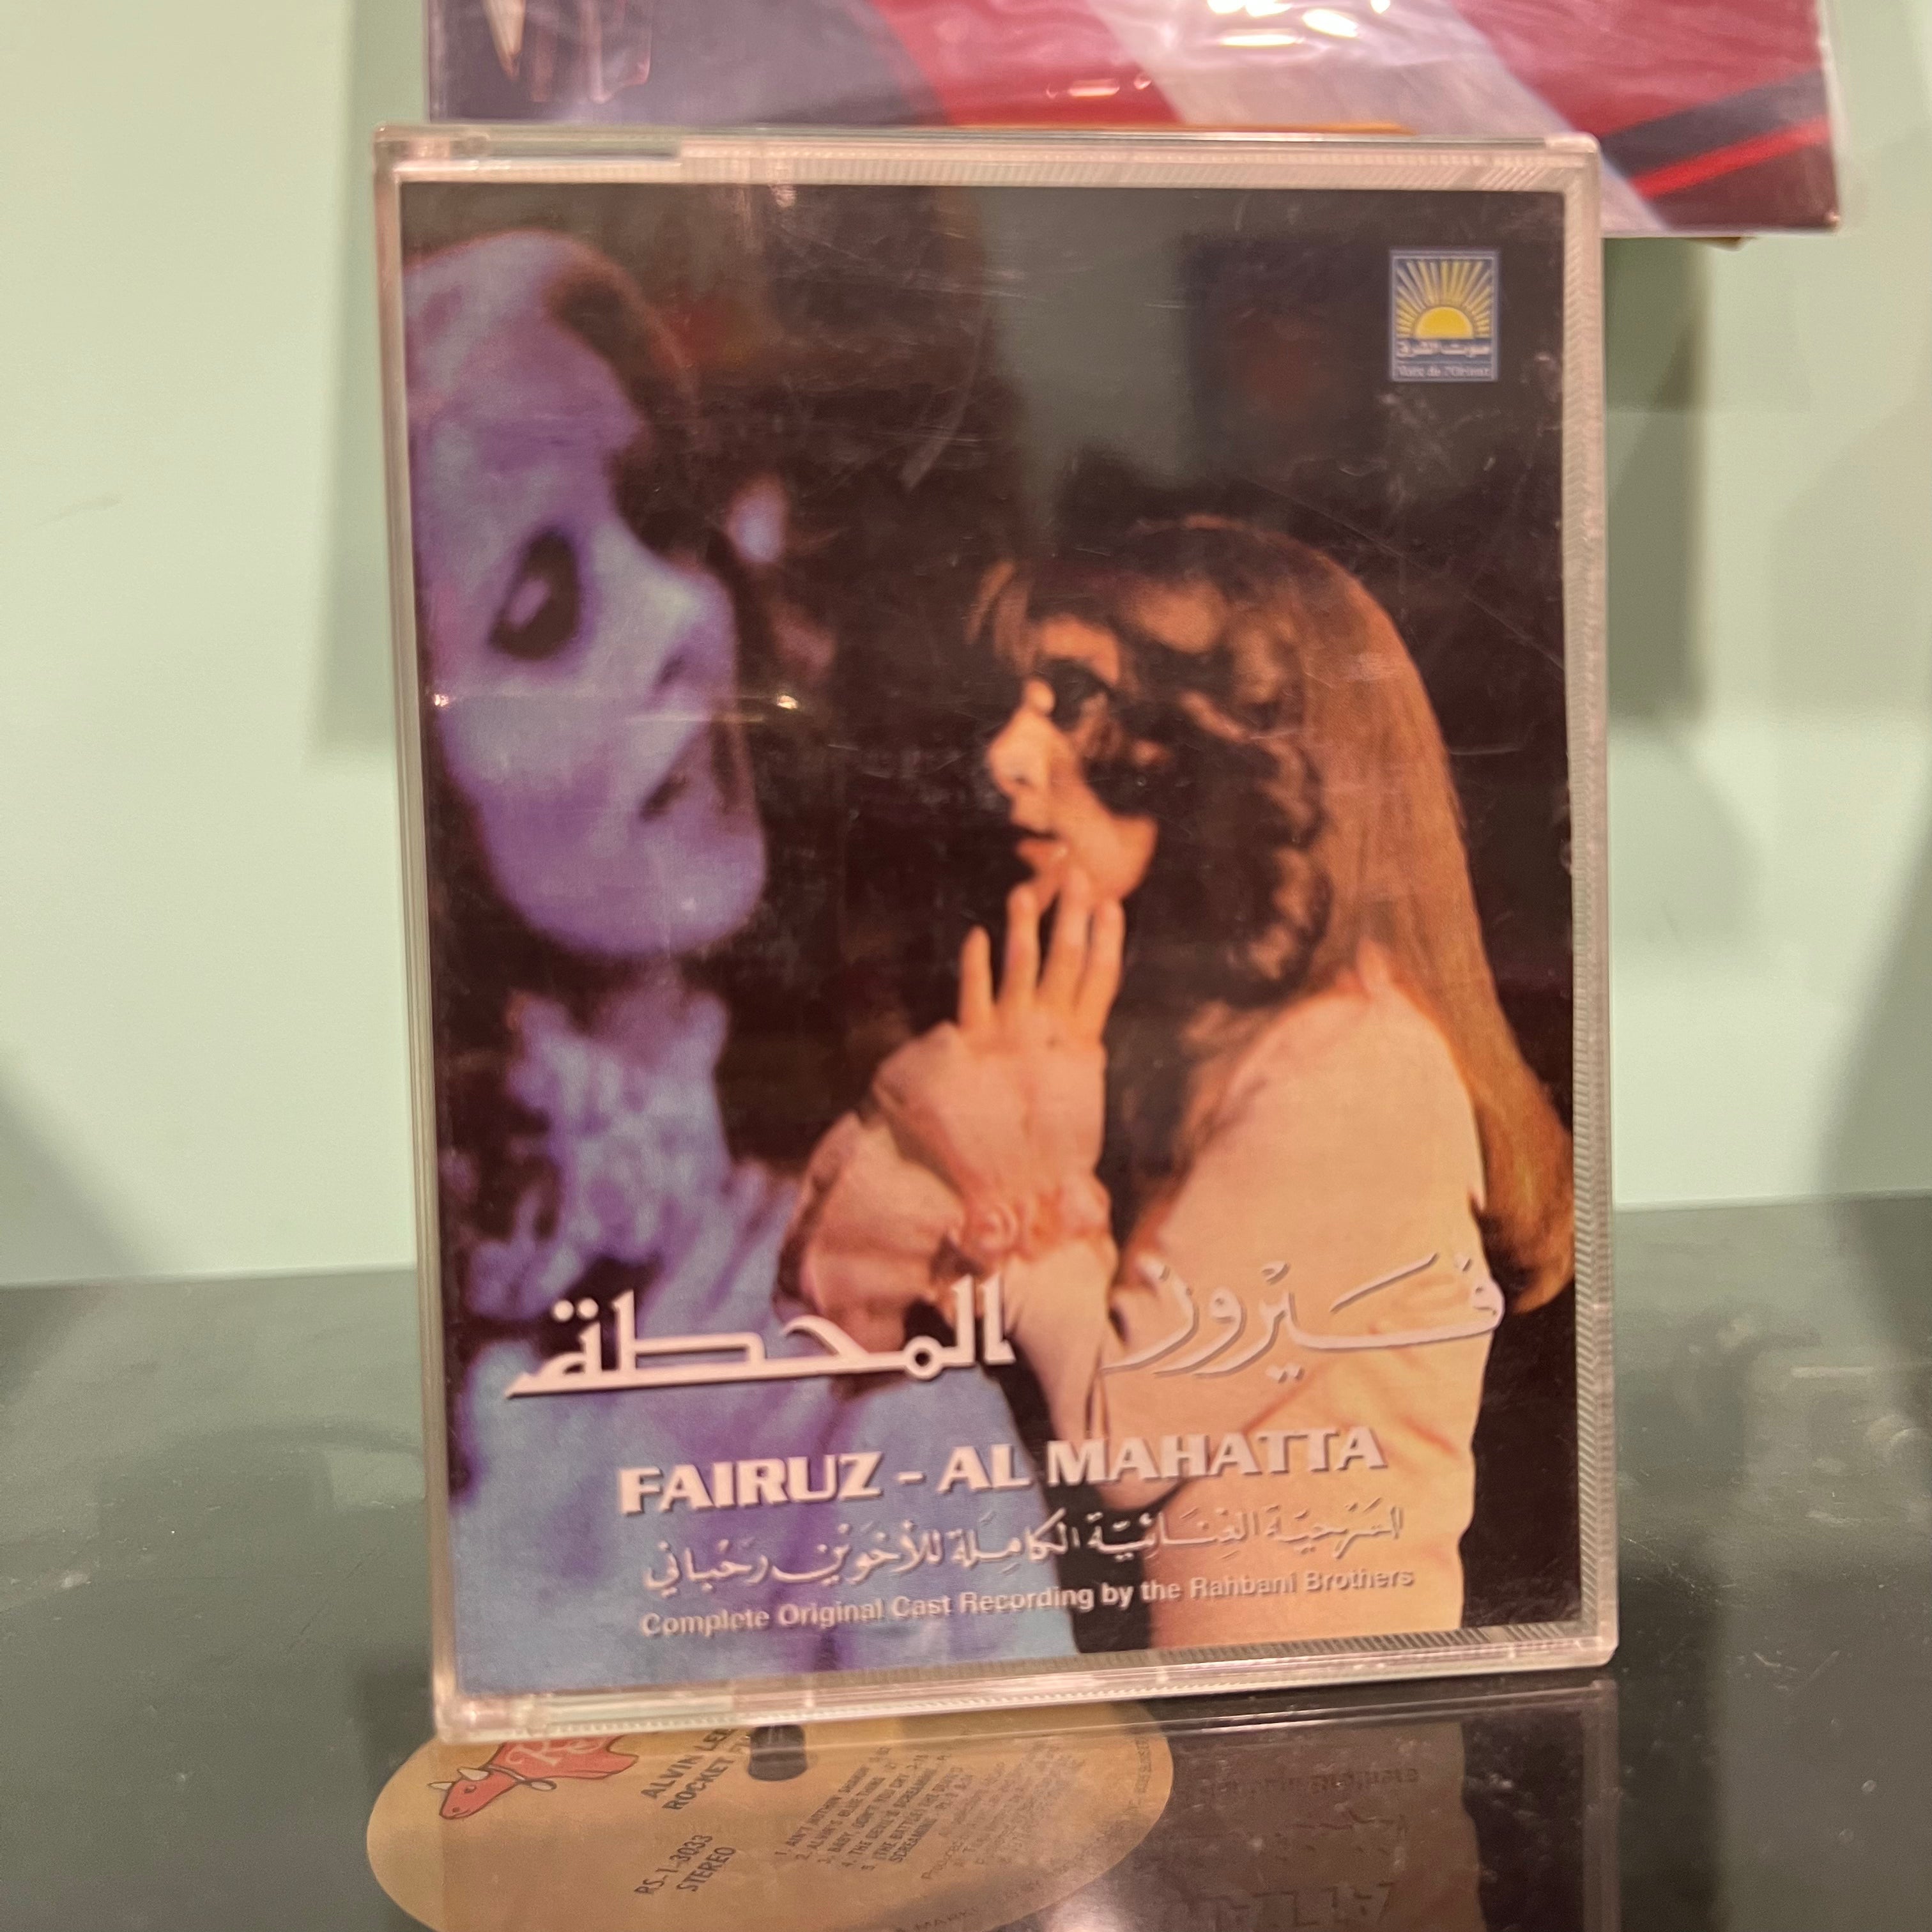 صوت الشرق
Voix de l'Orient
فيروز المحطة
FAIRUZ - AL MAHATTA
المسرحية الغنائية الكاملة للأخوين رحباني
Complete Original Cast Recording by the Rahbani Brothers
ALVIN LEE
ROCKET
RS-1-3033
STEREO